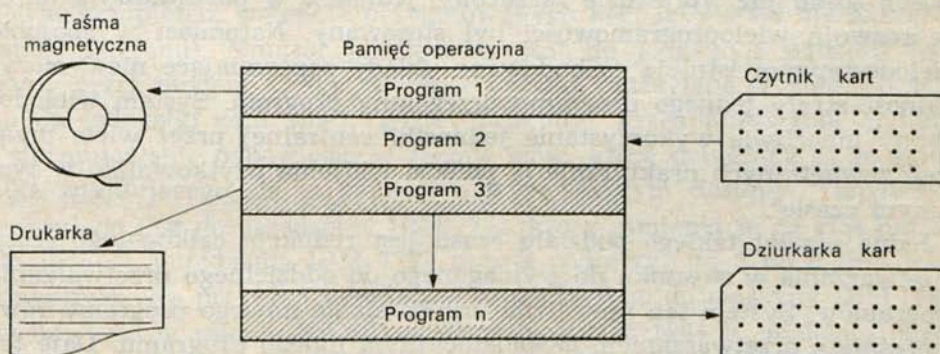 Taśma
magnetyczna
Pamięć operacyjna
Program 1
Czytnik kart
Program 2
Program 3
Drukarka
Dziurkarka kart
Program n